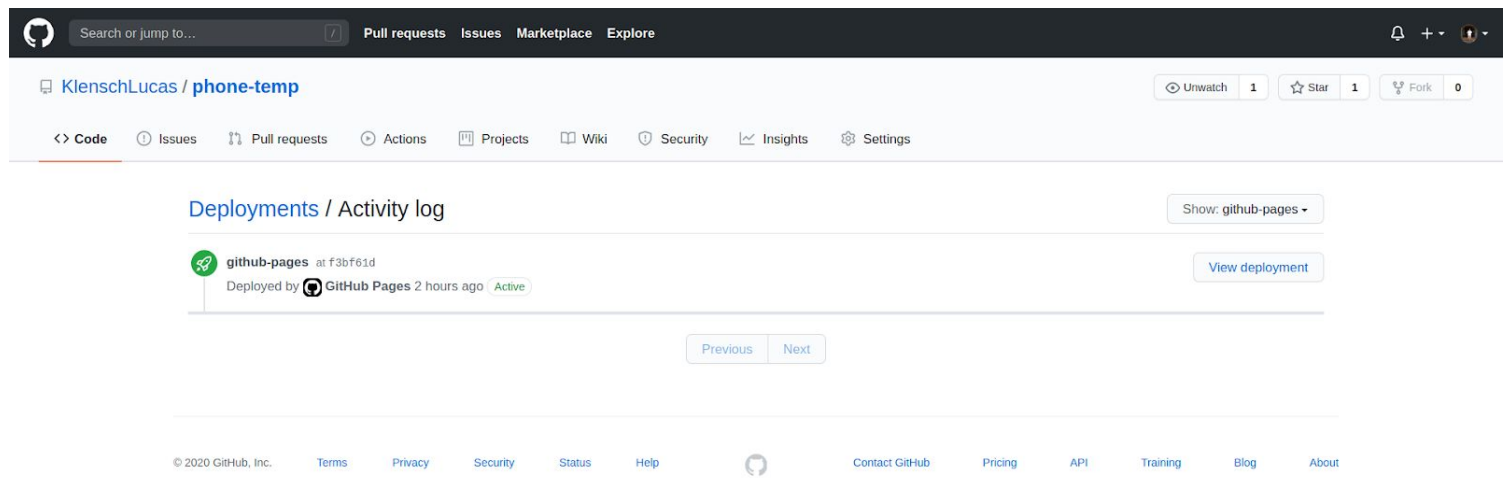 Search or jump to... / Pull requests Issues Marketplace Explore
KlenschLucas / phone-temp Unwatch 1 Star 1 Fork 0
Code Issues Pull requests Actions Projects Wiki Security Insights Settings
Deployments / Activity log Show: github-pages
github-pages at f3bf61d View deployment
Deployed by GitHub Pages 2 hours ago Active
Previous Next
© 2020 GitHub, Inc. Terms Privacy Security Status Help Contact GitHub Pricing API Training Blog About